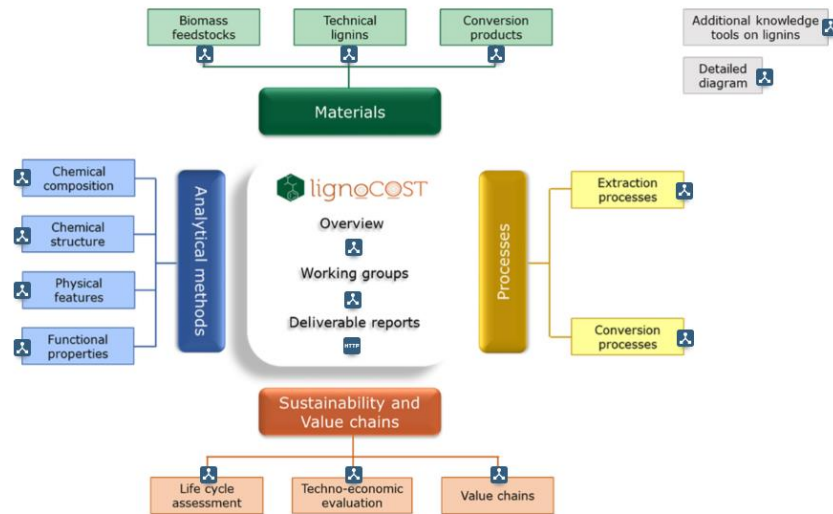 Biomass
feedstocks
Technical
lignins
Conversion
products
Additional knowledge
tools on lignins
Detailed
diagram
Materials
Chemical
composition
Chemical
structure
Physical
features
Functional
properties
Analytical methods
lignoCOST
Overview
Working groups
Deliverable reports
HTTP
Processes
Extraction
processes
Conversion
processes
Sustainability and
Value chains
Life cycle
assessment
Techno-economic
evaluation
Value chains